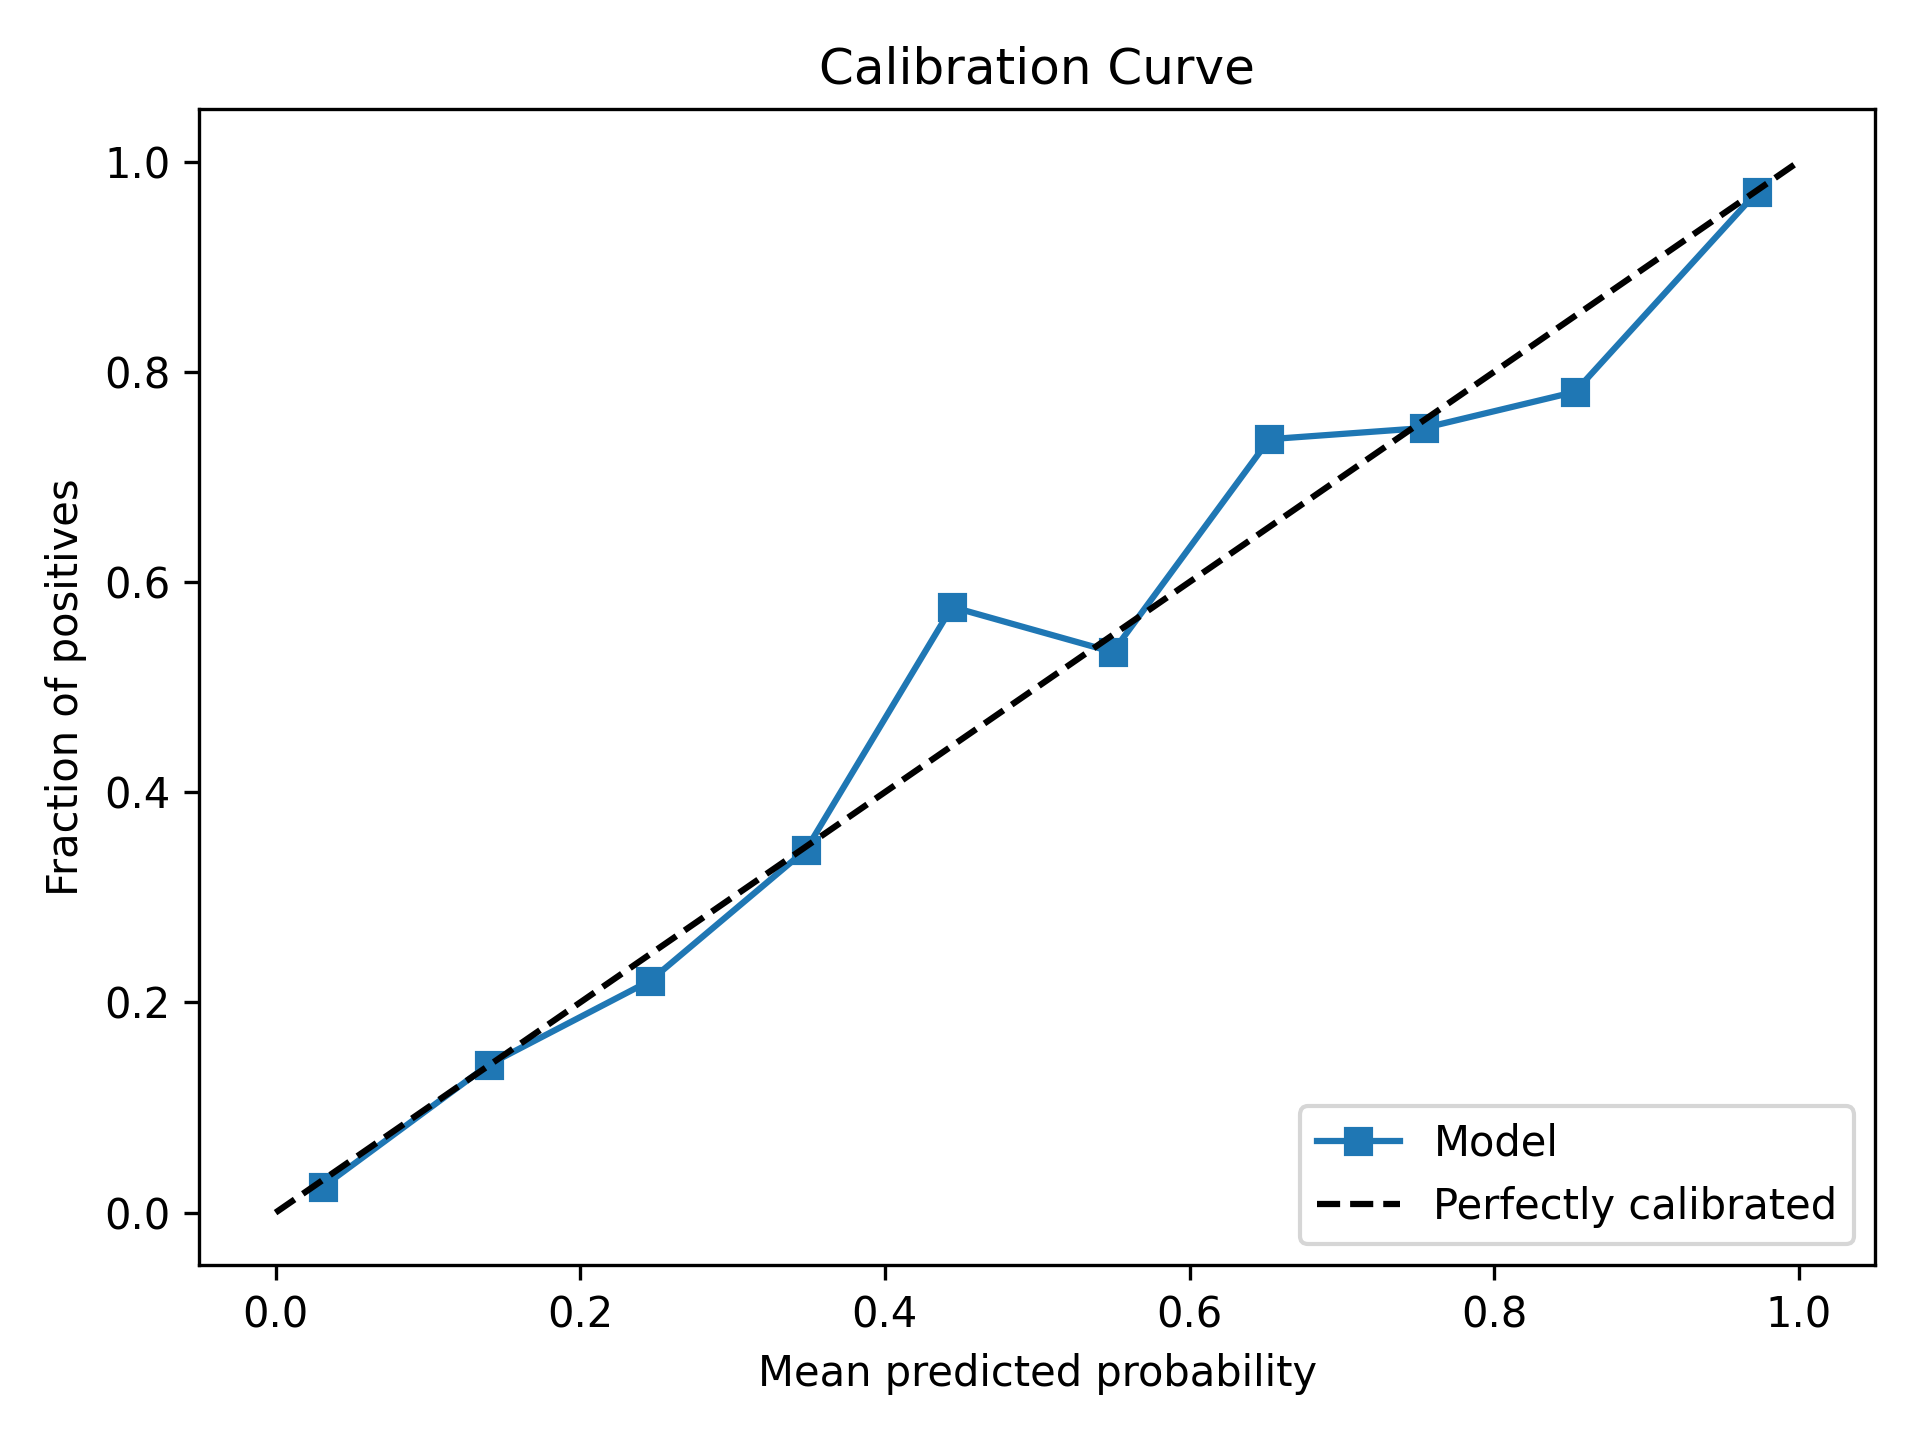 Calibration Curve
1.0
0.8
0.6
0.4
0.2
0.0
Fraction of positives
Model
Perfectly calibrated
0.0 0.2 0.4 0.6 0.8 1.0
Mean predicted probability